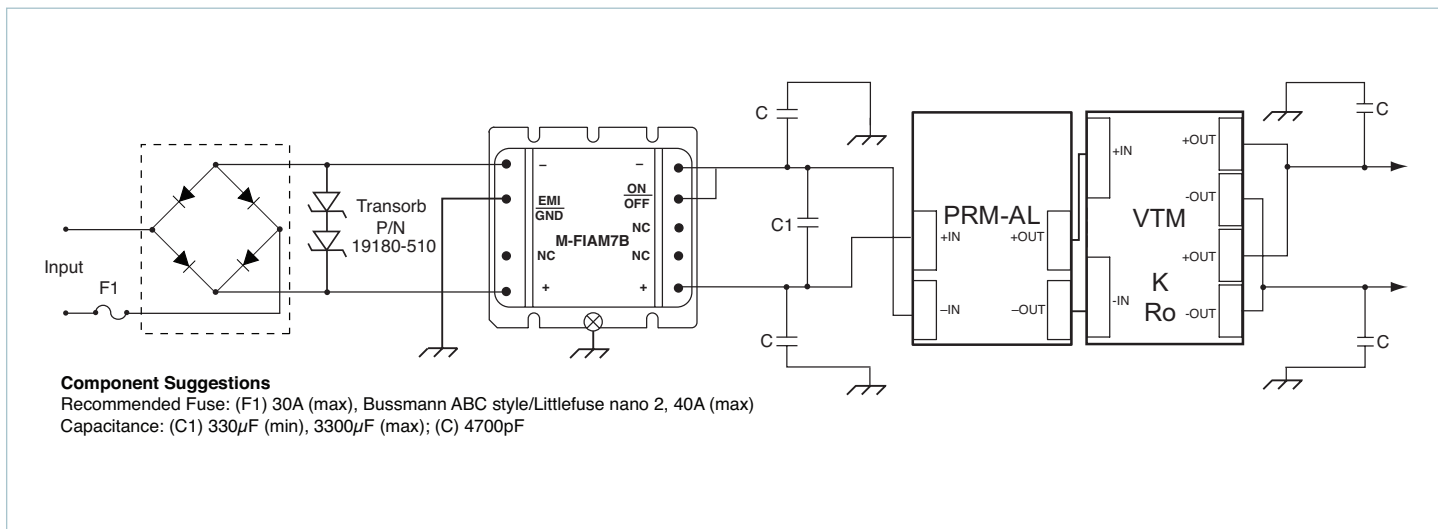 Input
F1
Transorb
P/N
19180-510
–
EMI
GND
NC
+
M-FIAM7B
–
ON
OFF
NC
NC
+
C
C1
C
PRM-AL
+IN
–IN
+OUT
–OUT
+IN
-IN
VTM
K
Ro
+OUT
-OUT
+OUT
-OUT
C
C
Component Suggestions
Recommended Fuse: (F1) 30A (max), Bussmann ABC style/Littlefuse nano 2, 40A (max)
Capacitance: (C1) 330µF (min), 3300µF (max); (C) 4700pF